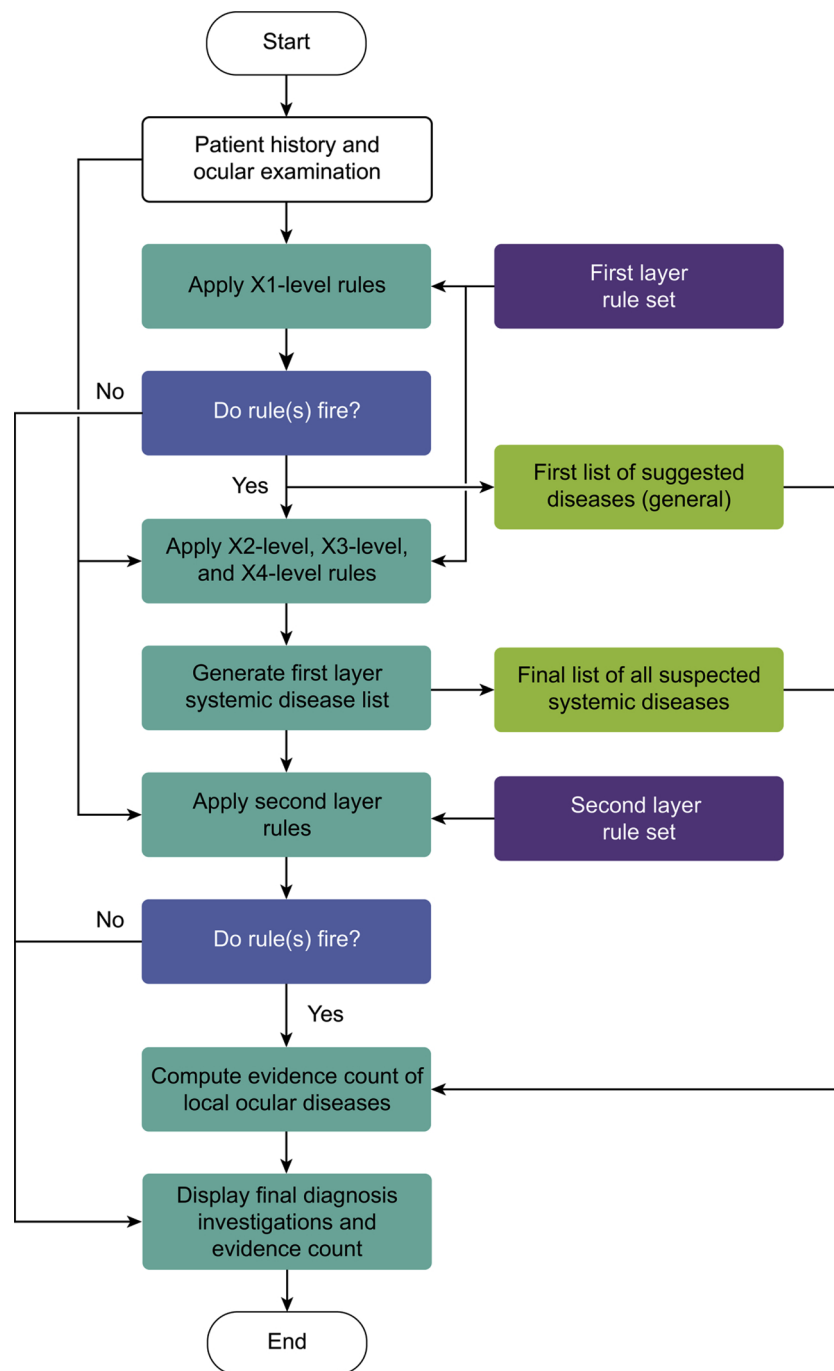 Start
Patient history and
ocular examination
Apply X1-level rules
First layer
rule set
No
Do rule(s) fire?
Yes
First list of suggested
diseases (general)
Apply X2-level, X3-level,
and X4-level rules
Generate first layer
systemic disease list
Final list of all suspected
systemic diseases
Apply second layer
rules
Second layer
rule set
No
Do rule(s) fire?
Yes
Compute evidence count of
local ocular diseases
Display final diagnosis
investigations and
evidence count
End